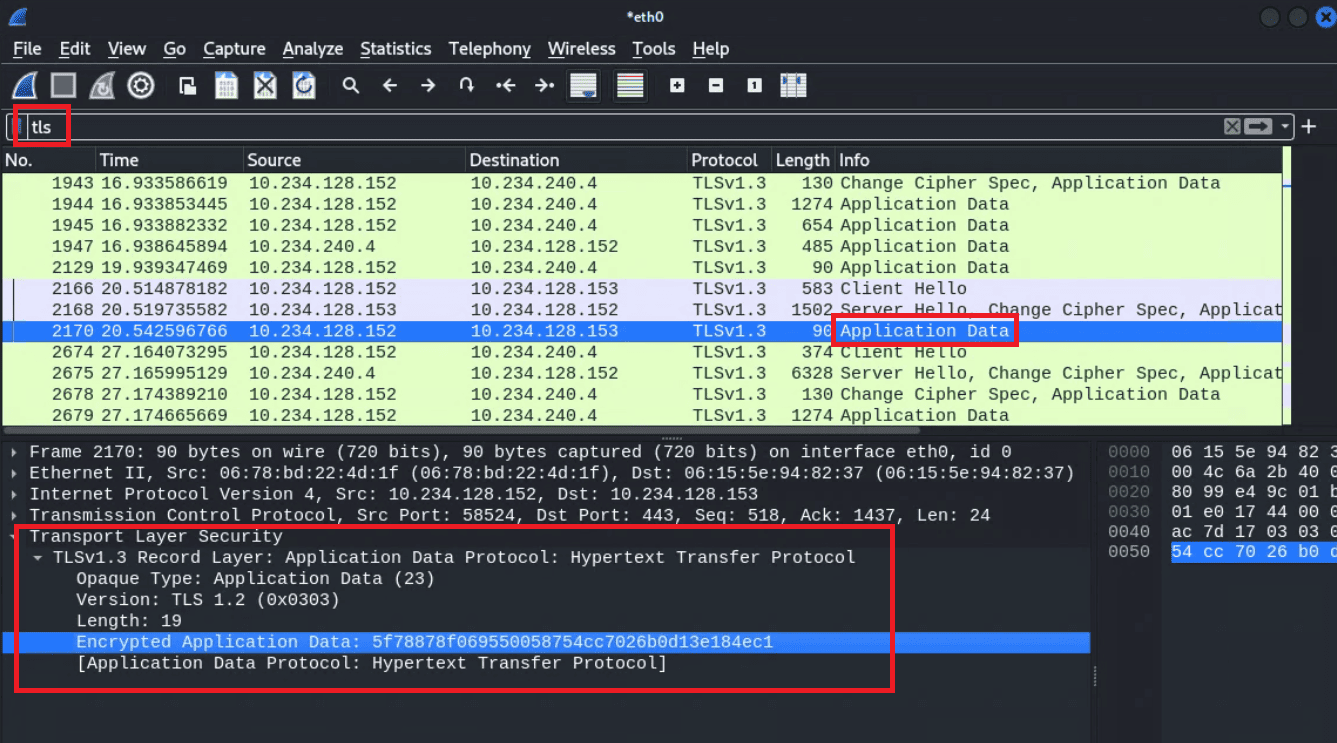 *eth0
File Edit View Go Capture Analyze Statistics Telephony Wireless Tools Help
tls
No. Time Source Destination Protocol Length Info
1943 16.933586619 10.234.128.152 10.234.240.4 TLSv1.3 130 Change Cipher Spec, Application Data
1944 16.933853445 10.234.128.152 10.234.240.4 TLSv1.3 1274 Application Data
1945 16.933882332 10.234.128.152 10.234.240.4 TLSv1.3 654 Application Data
1947 16.938645894 10.234.240.4 10.234.128.152 TLSv1.3 485 Application Data
2129 19.939347469 10.234.128.152 10.234.240.4 TLSv1.3 90 Application Data
2166 20.514878182 10.234.128.152 10.234.128.153 TLSv1.3 583 Client Hello
2168 20.519735582 10.234.128.153 10.234.128.152 TLSv1.3 1502 Server Hello, Change Cipher Spec, Applicat
2170 20.542596766 10.234.128.152 10.234.128.153 TLSv1.3 90 Application Data
2674 27.164073295 10.234.128.152 10.234.240.4 TLSv1.3 374 Client Hello
2675 27.165995129 10.234.240.4 10.234.128.152 TLSv1.3 6328 Server Hello, Change Cipher Spec, Applicat
2678 27.174389210 10.234.128.152 10.234.240.4 TLSv1.3 130 Change Cipher Spec, Application Data
2679 27.174665669 10.234.128.152 10.234.240.4 TLSv1.3 1274 Application Data
Frame 2170: 90 bytes on wire (720 bits), 90 bytes captured (720 bits) on interface eth0, id 0
Ethernet II, Src: 06:78:bd:22:4d:1f (06:78:bd:22:4d:1f), Dst: 06:15:5e:94:82:37 (06:15:5e:94:82:37)
Internet Protocol Version 4, Src: 10.234.128.152, Dst: 10.234.128.153
Transmission Control Protocol, Src Port: 58524, Dst Port: 443, Seq: 518, Ack: 1437, Len: 24
Transport Layer Security
TLSv1.3 Record Layer: Application Data Protocol: Hypertext Transfer Protocol
Opaque Type: Application Data (23)
Version: TLS 1.2 (0x0303)
Length: 19
Encrypted Application Data: 5f78878f069550058754cc7026b0d13e184ec1
[Application Data Protocol: Hypertext Transfer Protocol]
0000 06 15 5e 94 82 3
0010 00 4c 6a 2b 40 0
0020 80 99 e4 9c 01 b
0030 01 e0 17 44 00 0
0040 ac 7d 17 03 03 0
0050 54 cc 70 26 b0 d